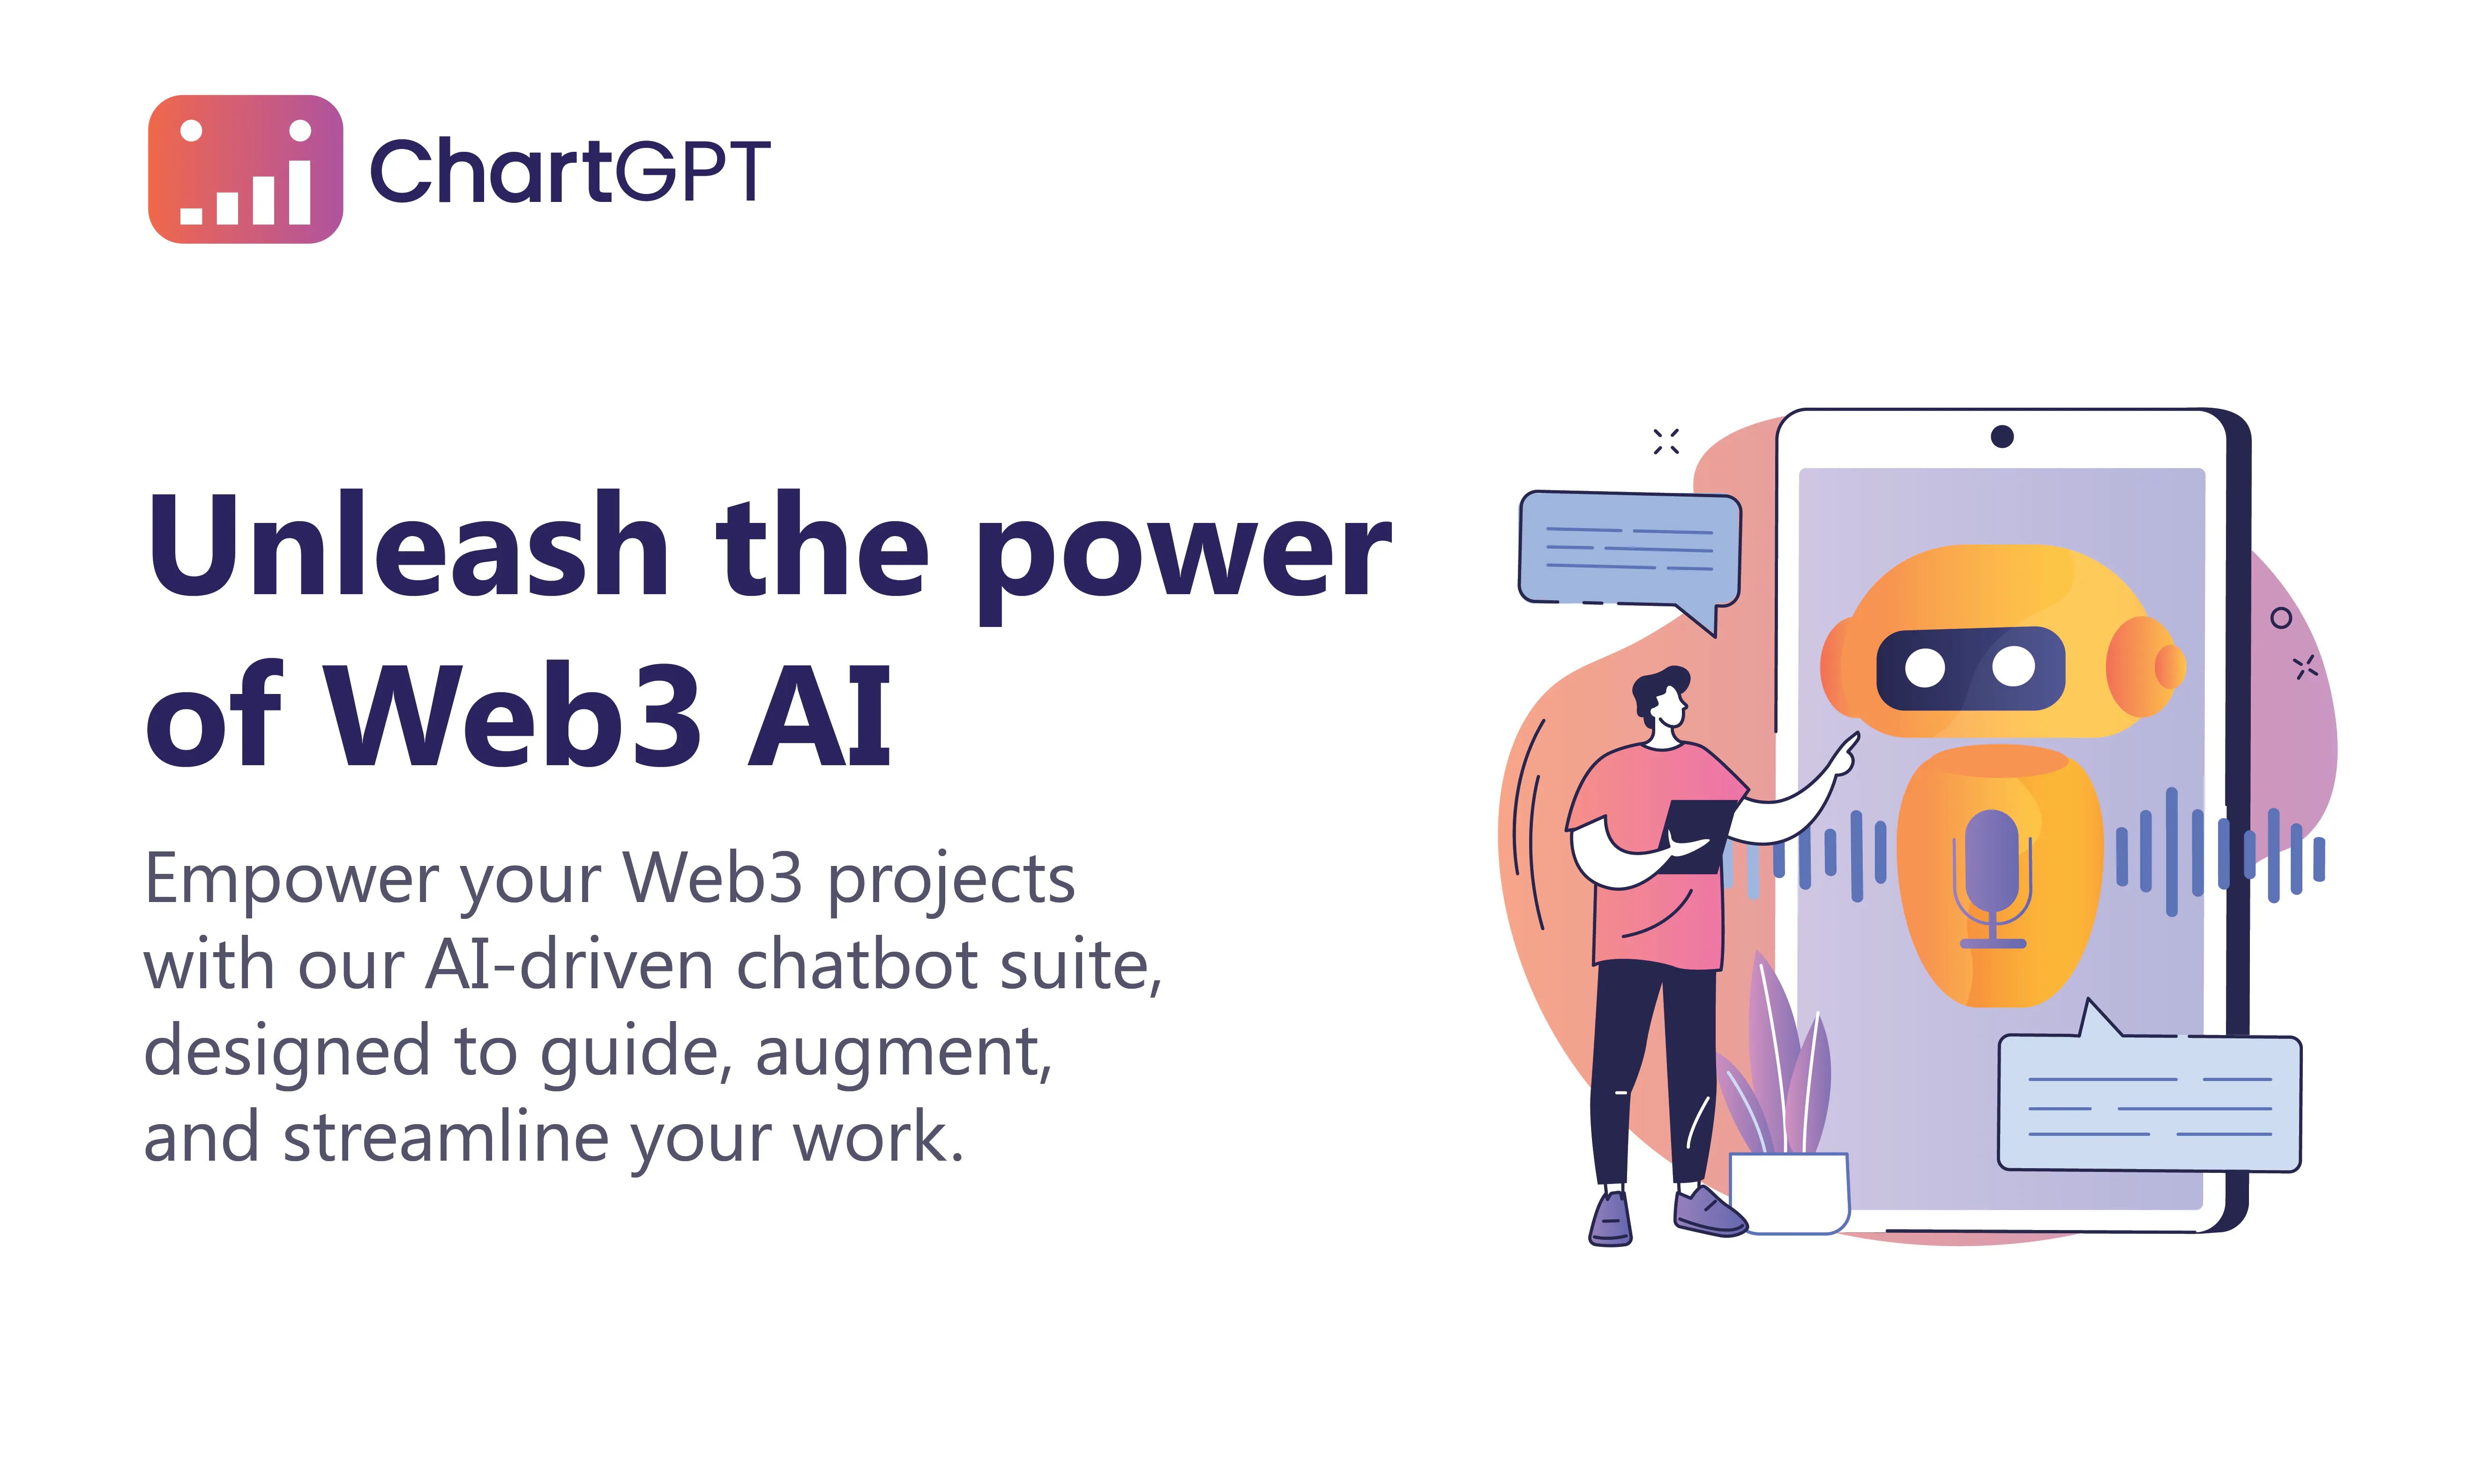 ChartGPT
Unleash the power
of Web3 AI
Empower your Web3 projects
with our AI-driven chatbot suite,
designed to guide, augment,
and streamline your work.